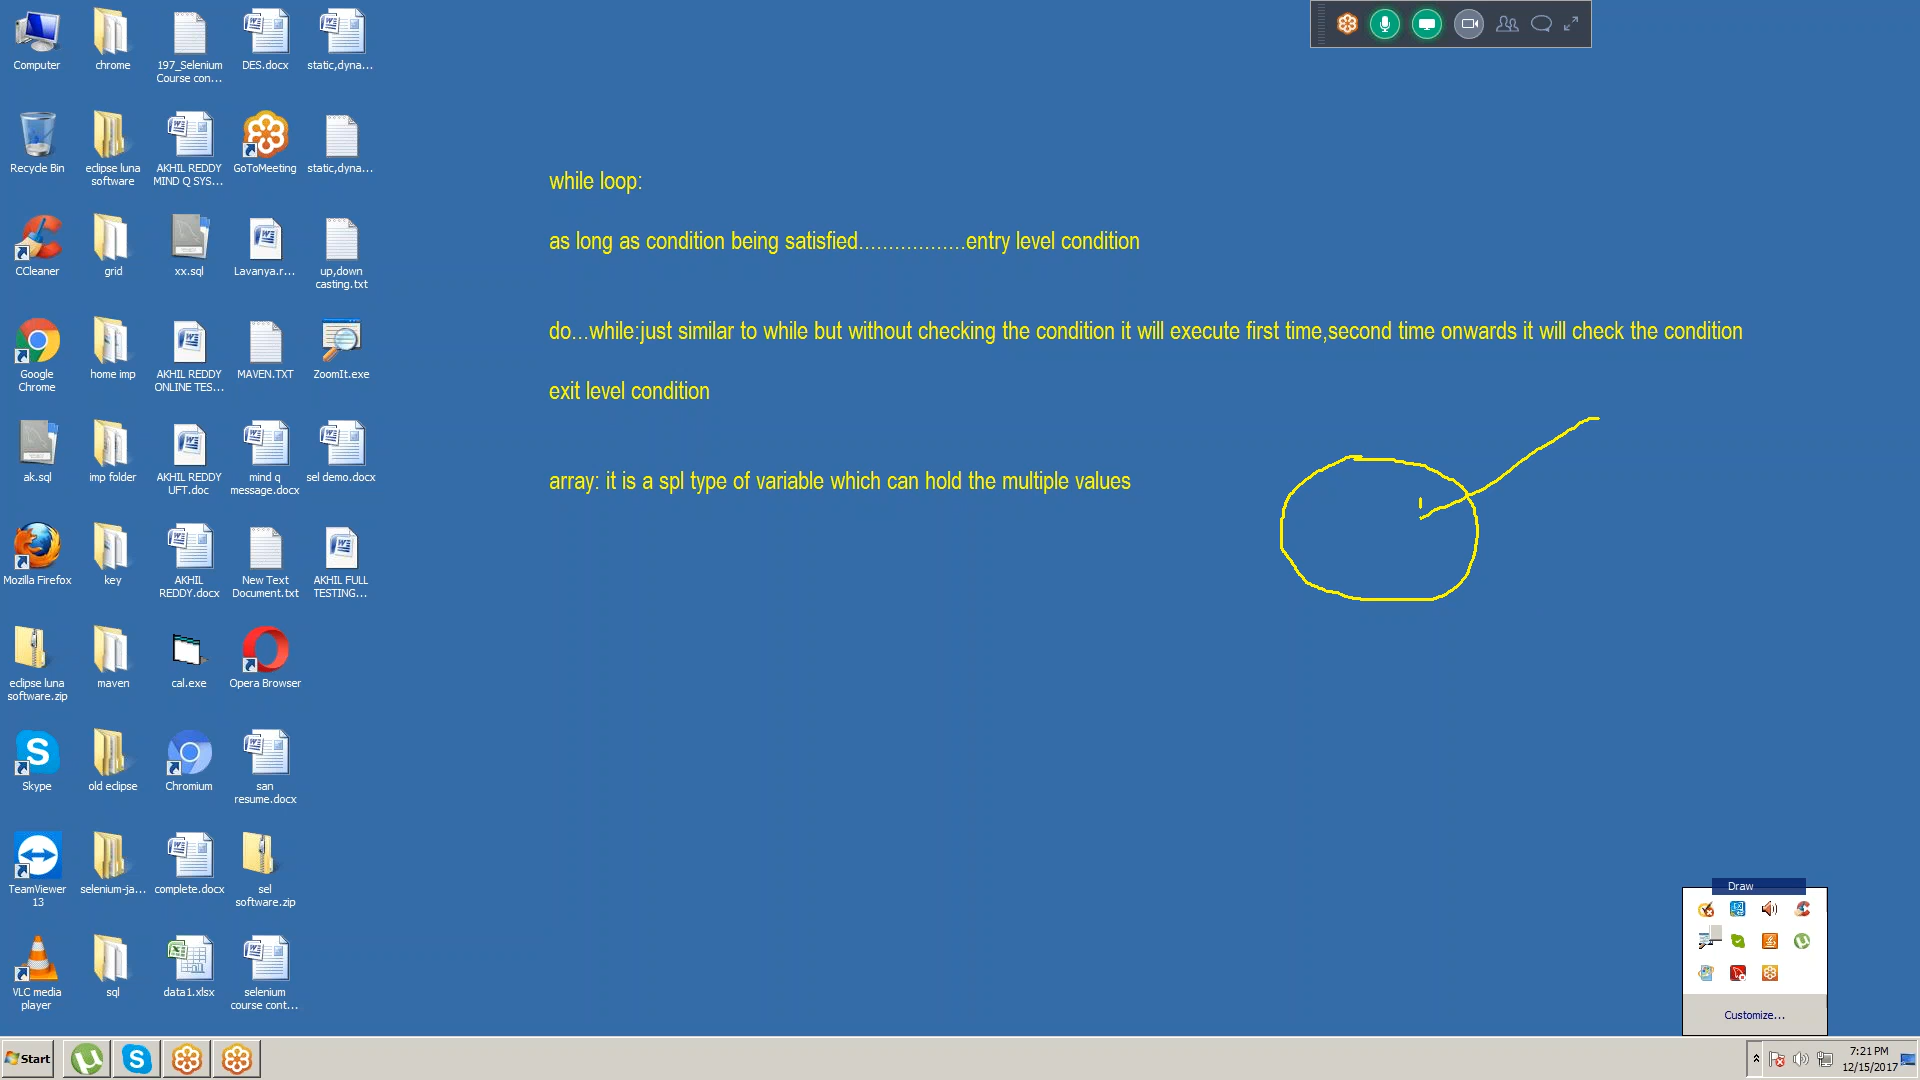 Computer
chrome
197_Selenium
Course con...
DES.docx
static,dyna...
Recycle Bin
eclipse luna
software
AKHIL REDDY
MIND Q SYS...
GoToMeeting
static,dyna...
CCleaner
grid
xx.sql
Lavanya.r...
up,down
casting.txt
Google
Chrome
home imp
AKHIL REDDY
ONLINE TES...
MAVEN.TXT
ZoomIt.exe
ak.sql
imp folder
AKHIL REDDY
UFT.doc
mind q
message.docx
sel demo.docx
Mozilla Firefox
key
AKHIL
REDDY.docx
New Text
Document.txt
AKHIL FULL
TESTING...
eclipse luna
software.zip
maven
cal.exe
Opera Browser
Skype
old eclipse
Chromium
san
resume.docx
TeamViewer
13
selenium-ja...
complete.docx
sel
software.zip
VLC media
player
sql
data1.xlsx
selenium
course cont...
while loop:
as long as condition being satisfied..................entry level condition
do...while:just similar to while but without checking the condition it will execute first time,second time onwards it will check the condition
exit level condition
array: it is a spl type of variable which can hold the multiple values
Draw
Customize...
Start
7:21 PM
12/15/2017